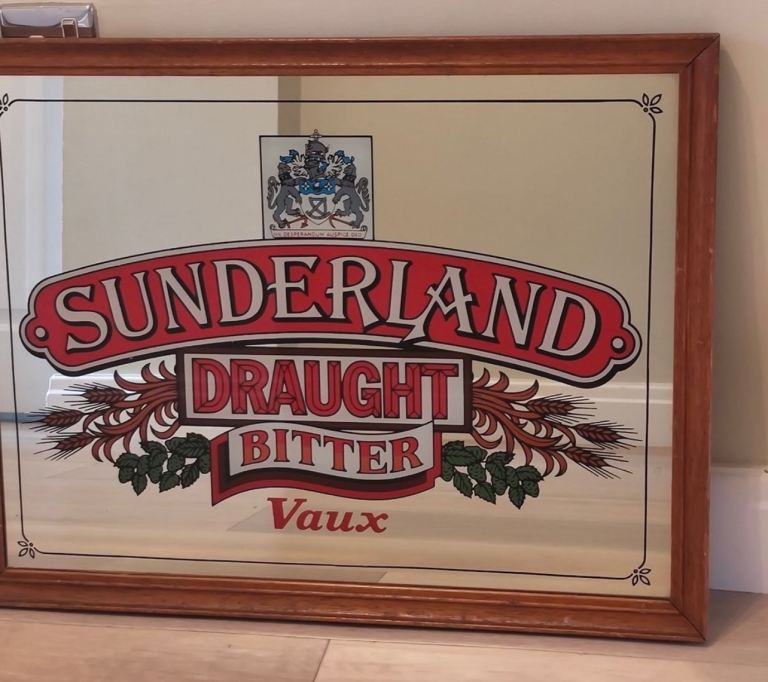 NIL DESPERANDUM AUSPICE DEO
SUNDERLAND
DRAUGHT
BITTER
Vaux